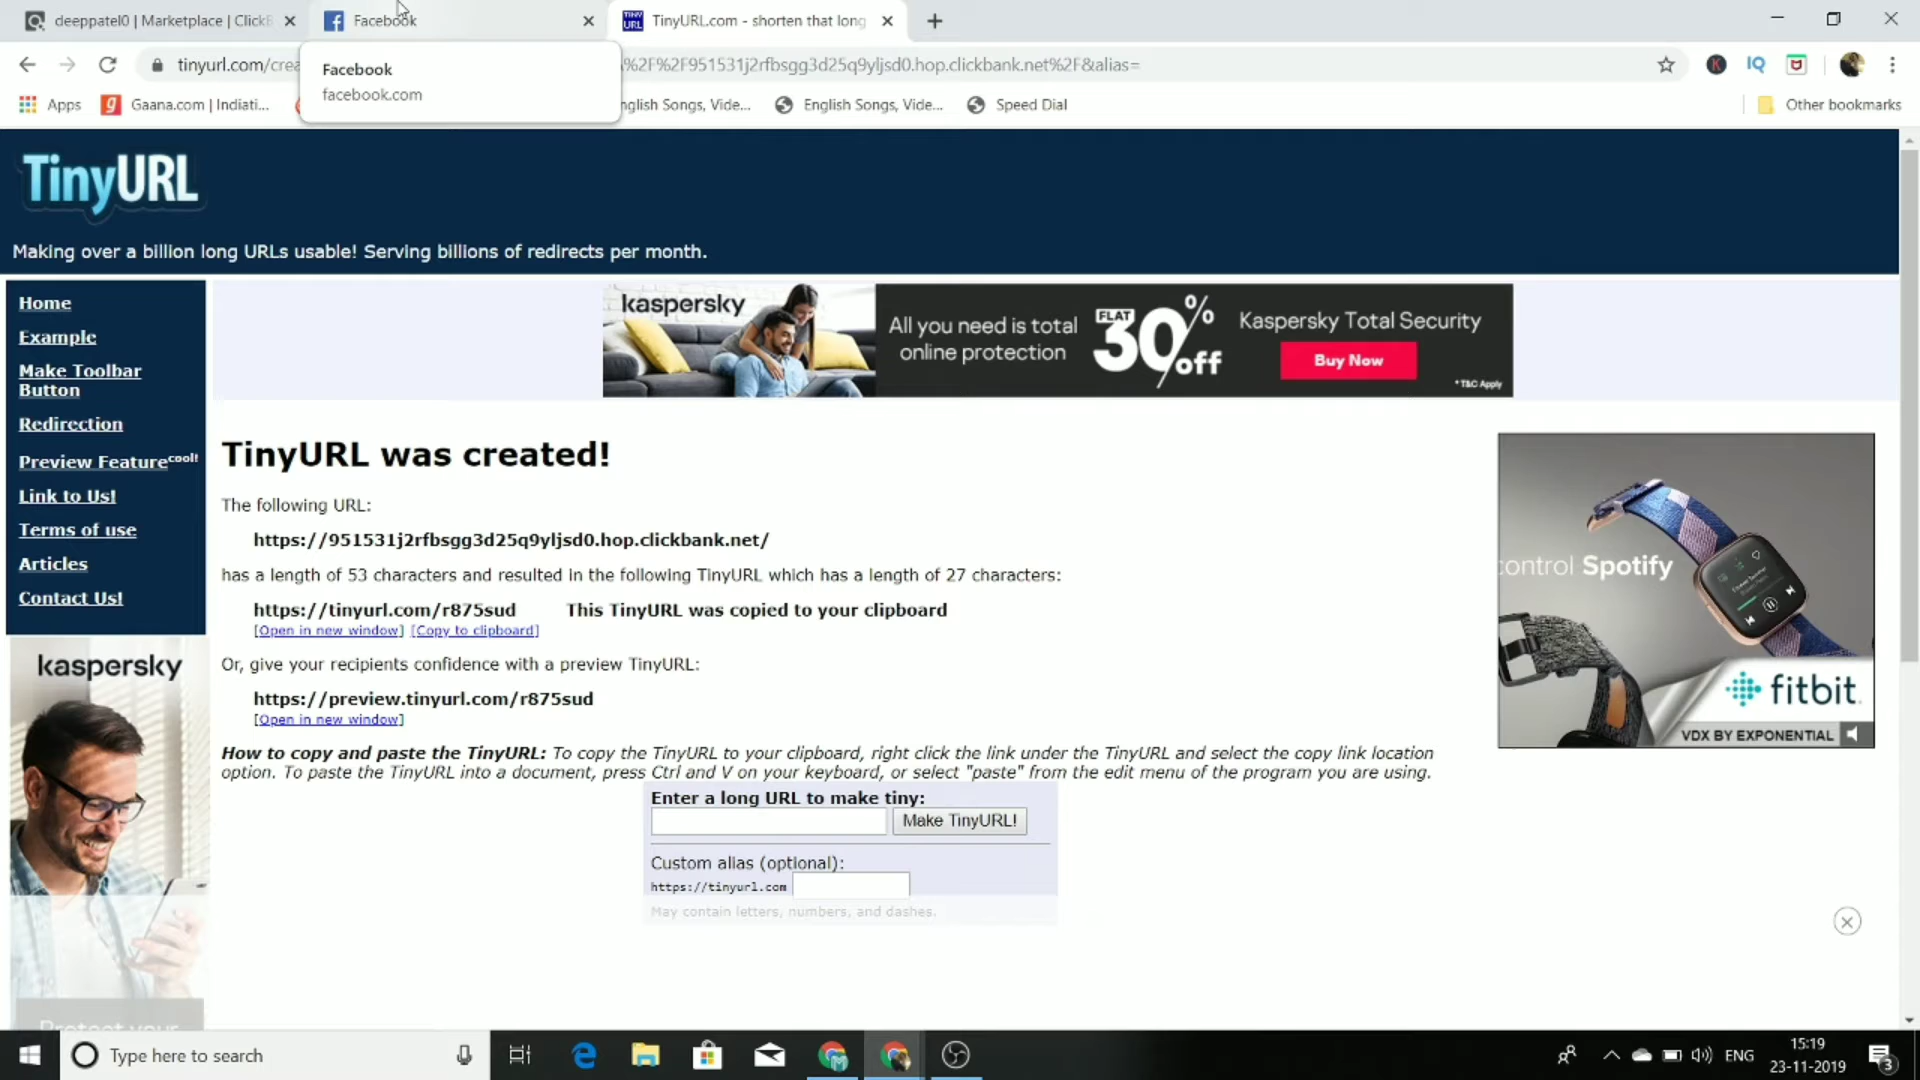 deeppatel0 | Marketplace | ClickB
Facebook
TinyURL.com - shorten that long
tinyurl.com/crea
%2F%2F951531j2rfbsgg3d25q9yljsd0.hop.clickbank.net%2F&alias=
Facebook
facebook.com
Apps
Gaana.com | Indiati...
nglish Songs, Vide...
English Songs, Vide...
Speed Dial
Other bookmarks
TinyURL
Making over a billion long URLs usable! Serving billions of redirects per month.
Home
Example
Make Toolbar
Button
Redirection
Preview Feature cool!
Link to Us!
Terms of use
Articles
Contact Us!
kaspersky
All you need is total
online protection
FLAT
30% off
Kaspersky Total Security
Buy Now
*T&C Apply
TinyURL was created!
The following URL:
https://951531j2rfbsgg3d25q9yljsd0.hop.clickbank.net/
has a length of 53 characters and resulted in the following TinyURL which has a length of 27 characters:
https://tinyurl.com/r875sud This TinyURL was copied to your clipboard
[Open in new window] [Copy to clipboard]
Or, give your recipients confidence with a preview TinyURL:
https://preview.tinyurl.com/r875sud
[Open in new window]
How to copy and paste the TinyURL: To copy the TinyURL to your clipboard, right click the link under the TinyURL and select the copy link location
option. To paste the TinyURL into a document, press Ctrl and V on your keyboard, or select "paste" from the edit menu of the program you are using.
Enter a long URL to make tiny:
Make TinyURL!
Custom alias (optional):
https://tinyurl.com
May contain letters, numbers, and dashes.
control Spotify
fitbit
VDX BY EXPONENTIAL
kaspersky
Protect your
Type here to search
ENG
15:19
23-11-2019
3